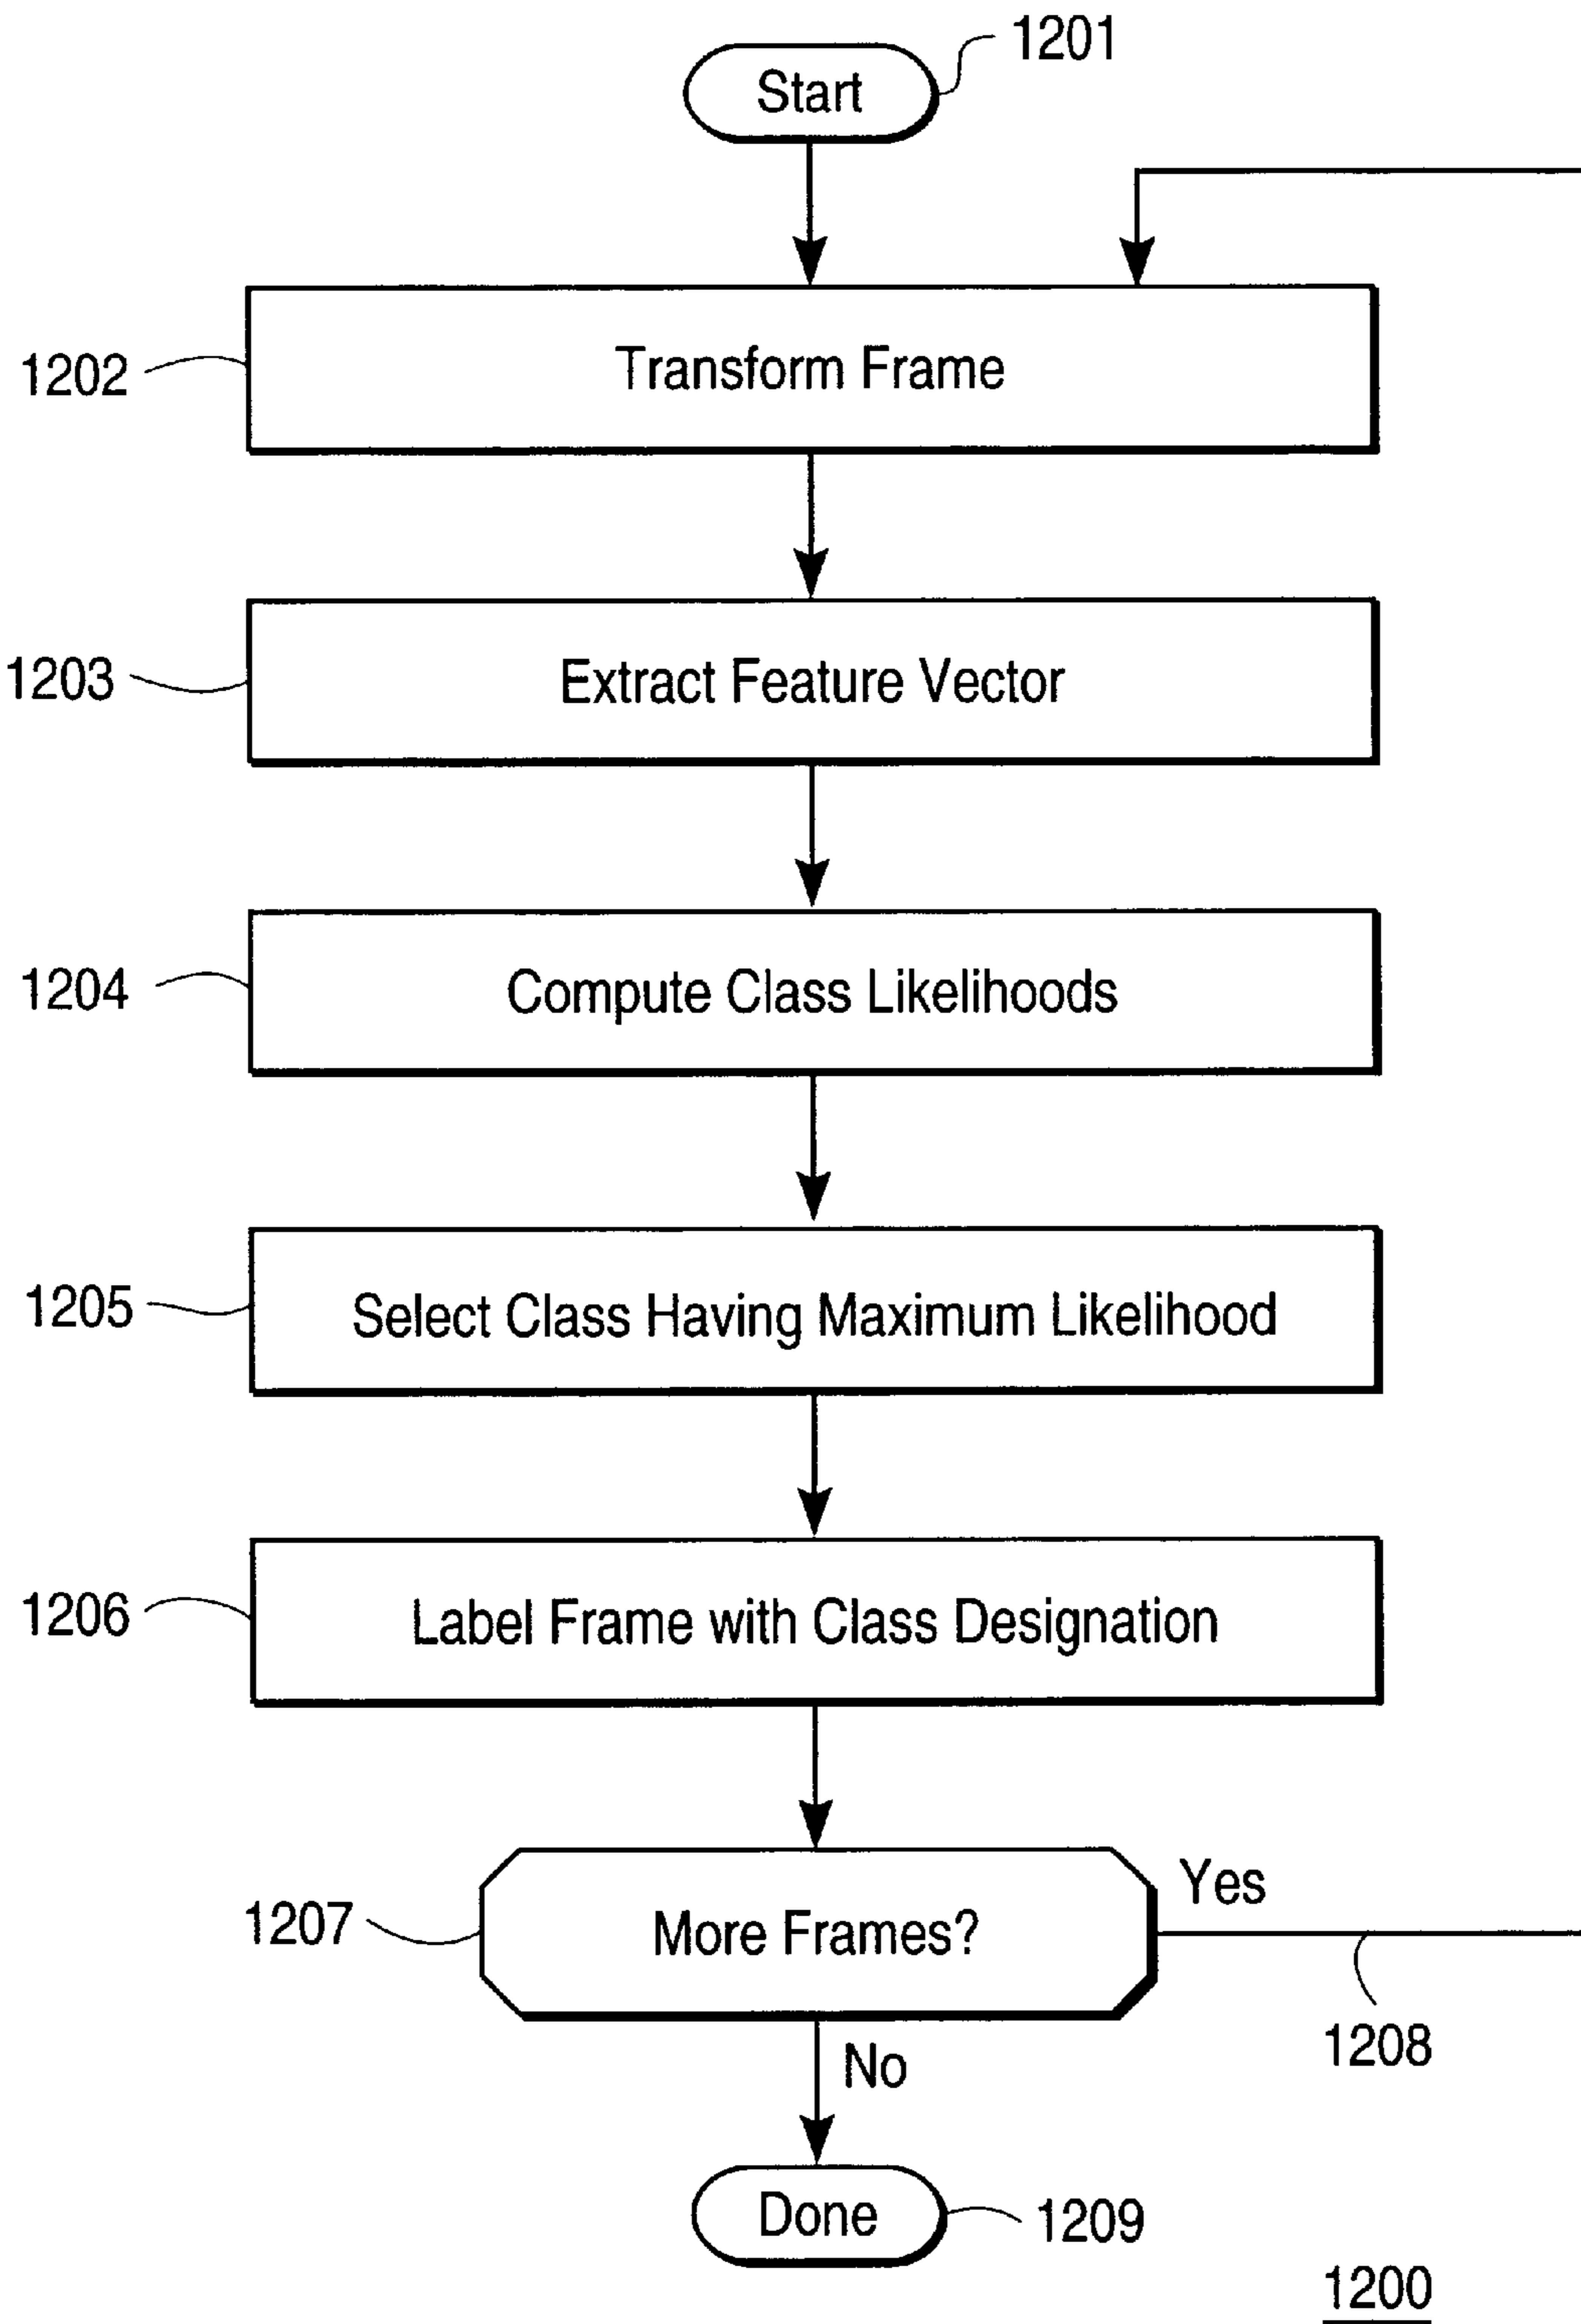 1201
Start
1202
Transform Frame
1203
Extract Feature Vector
1204
Compute Class Likelihoods
1205
Select Class Having Maximum Likelihood
1206
Label Frame with Class Designation
1207
More Frames?
Yes
1208
No
Done
1209
1200